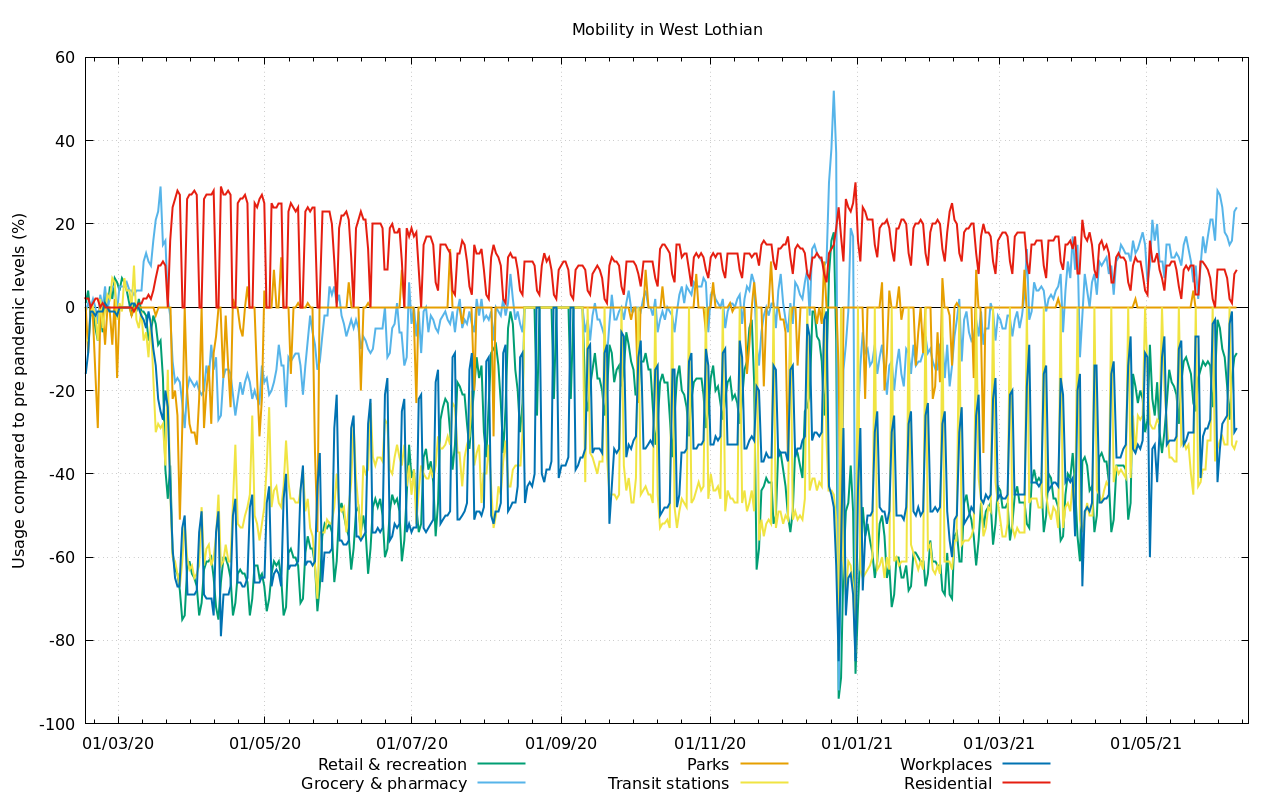 Mobility in West Lothian
Usage compared to pre pandemic levels (%)
60
40
20
0
-20
-40
-60
-80
-100
01/03/20 01/05/20 01/07/20 01/09/20 01/11/20 01/01/21 01/03/21 01/05/21
Retail & recreation Parks Workplaces
Grocery & pharmacy Transit stations Residential